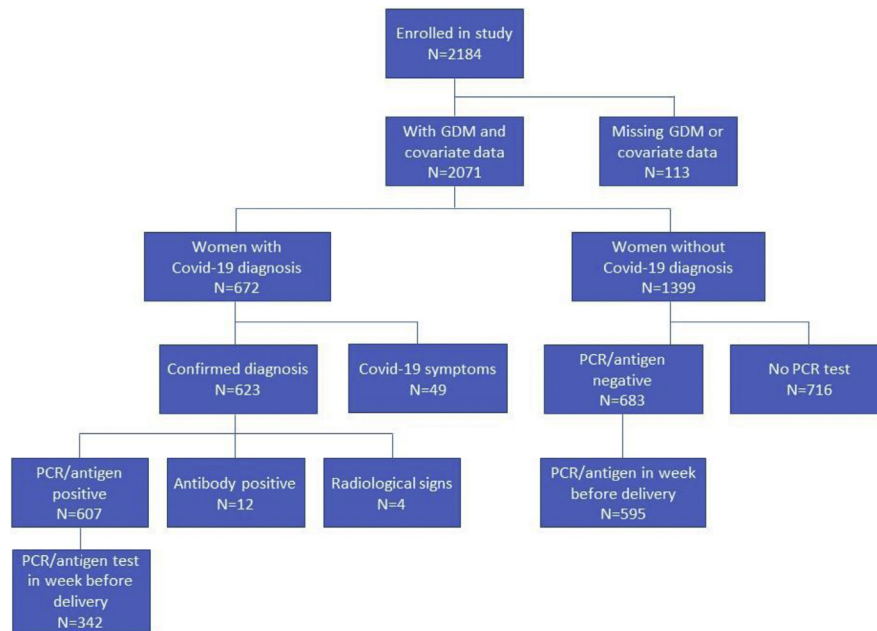 Enrolled in study
N=2184
With GDM and
covariate data
N=2071
Missing GDM or
covariate data
N=113
Women with
Covid-19 diagnosis
N=672
Women without
Covid-19 diagnosis
N=1399
Confirmed diagnosis
N=623
Covid-19 symptoms
N=49
PCR/antigen
negative
N=683
No PCR test
N=716
PCR/antigen
positive
N=607
Antibody positive
N=12
Radiological signs
N=4
PCR/antigen in week
before delivery
N=595
PCR/antigen test
in week before
delivery
N=342